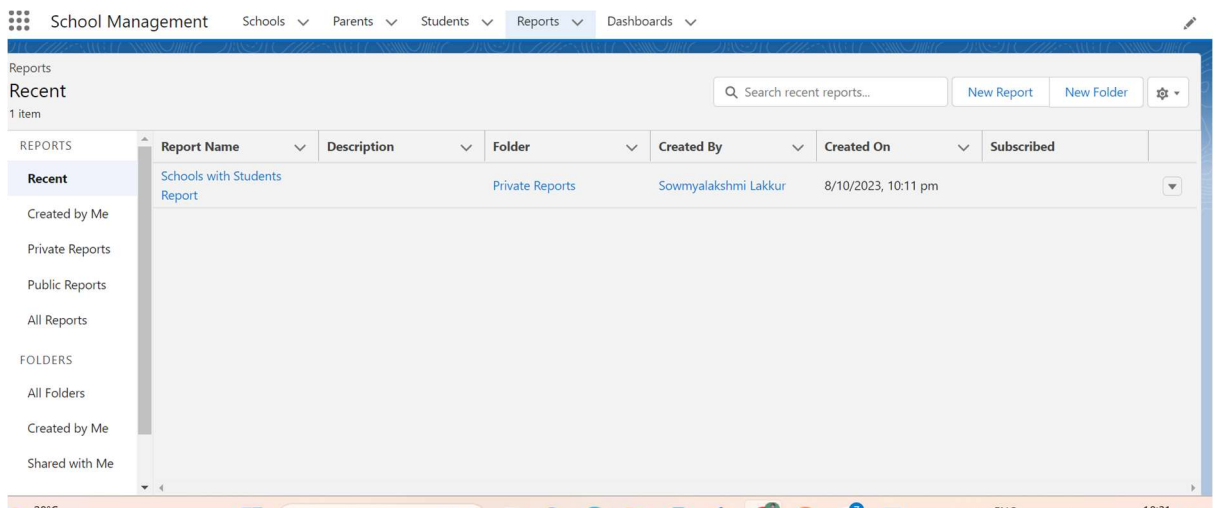 School Management Schools Parents Students Reports Dashboards
Reports
Recent
1 item
Search recent reports...
New Report
New Folder
REPORTS
Recent
Created by Me
Private Reports
Public Reports
All Reports
FOLDERS
All Folders
Created by Me
Shared with Me
Report Name Description Folder Created By Created On Subscribed
Schools with Students
Report
Private Reports Sowmyalakshmi Lakkur 8/10/2023, 10:11 pm